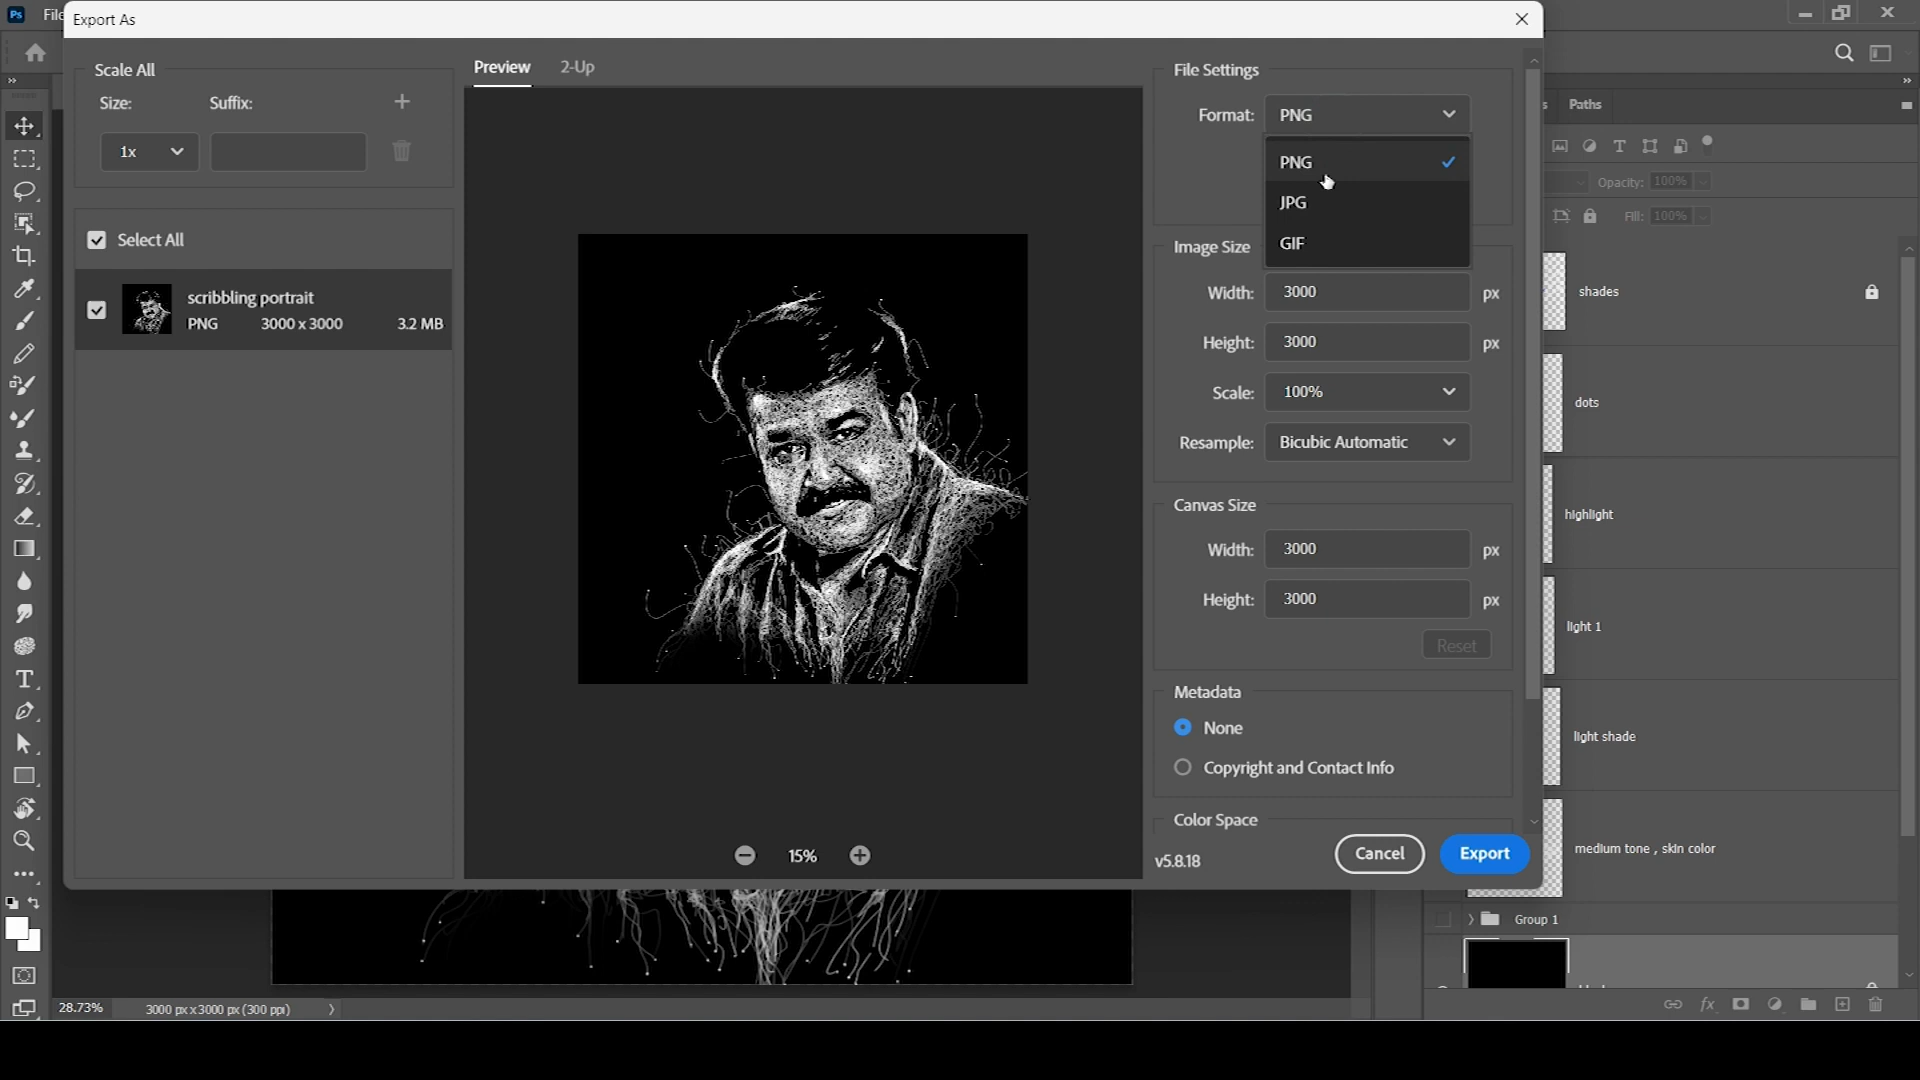 Ps
File
Export As
Scale All
Size:
Suffix:
1x
Select All
scribbling portrait
PNG 3000 x 3000 3.2 MB
Preview
2-Up
15%
File Settings
Format: PNG
PNG
JPG
GIF
Image Size
Width: 3000 px
Height: 3000 px
Scale: 100%
Resample: Bicubic Automatic
Canvas Size
Width: 3000 px
Height: 3000 px
Reset
Metadata
None
Copyright and Contact Info
Color Space
v5.8.18
Cancel
Export
Paths
Opacity: 100%
Fill: 100%
shades
dots
highlight
light 1
light shade
medium tone , skin color
Group 1
28.73%
3000 px x 3000 px (300 ppi)